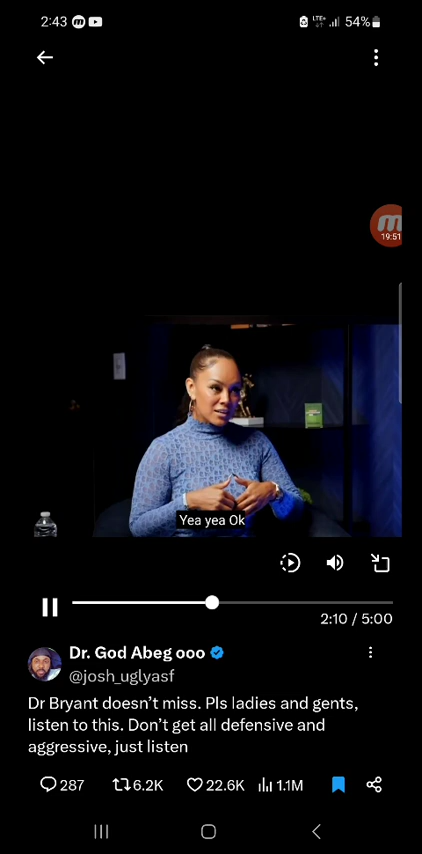 2:43
LTE+
54%
19:51
Yea yea Ok
2:10 / 5:00
Dr. God Abeg ooo
@josh_uglyasf
Dr Bryant doesn’t miss. Pls ladies and gents,
listen to this. Don’t get all defensive and
aggressive, just listen
287 6.2K 22.6K 1.1M